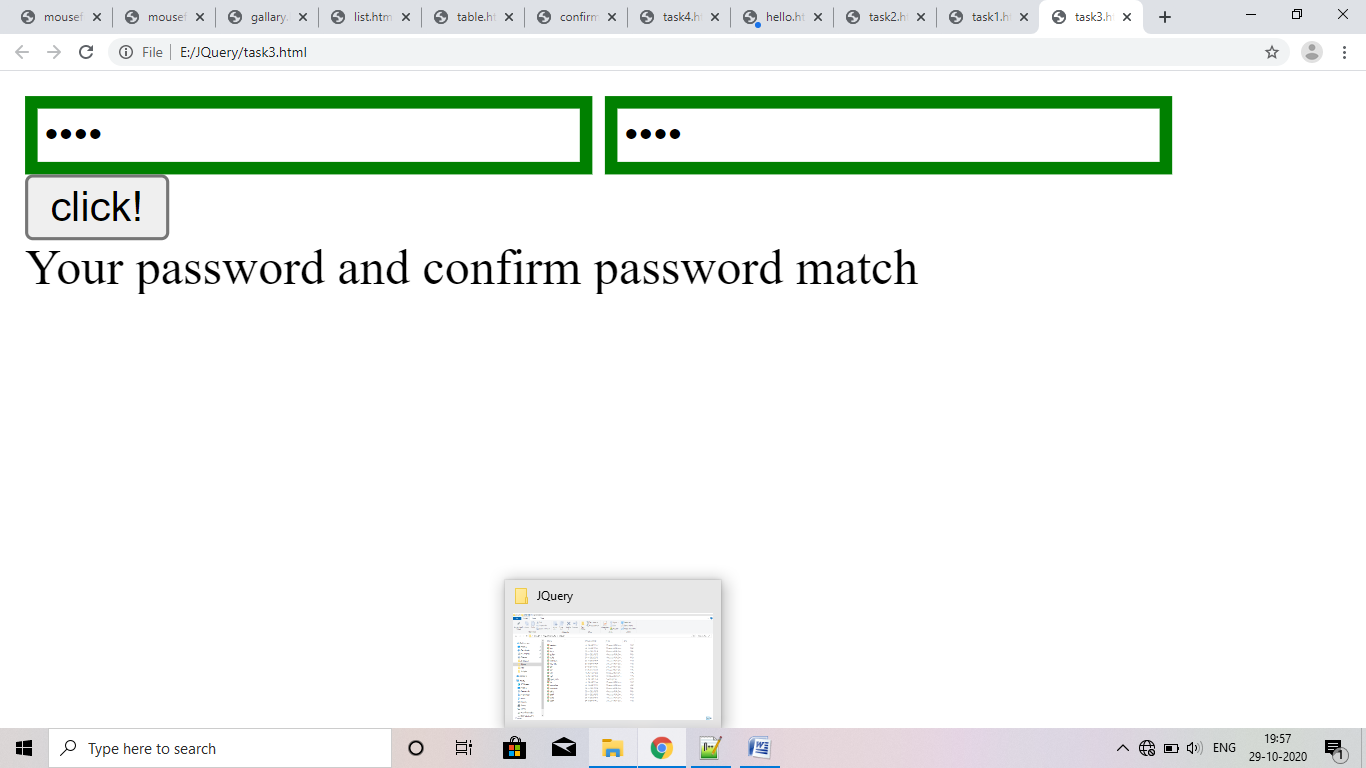 mousef
mousef
gallary.
list.htm
table.ht
confirm
task4.ht
hello.ht
task2.ht
task1.ht
task3.ht
File
E:/JQuery/task3.html
••••
••••
click!
Your password and confirm password match
JQuery
Type here to search
ENG
19:57
29-10-2020
1